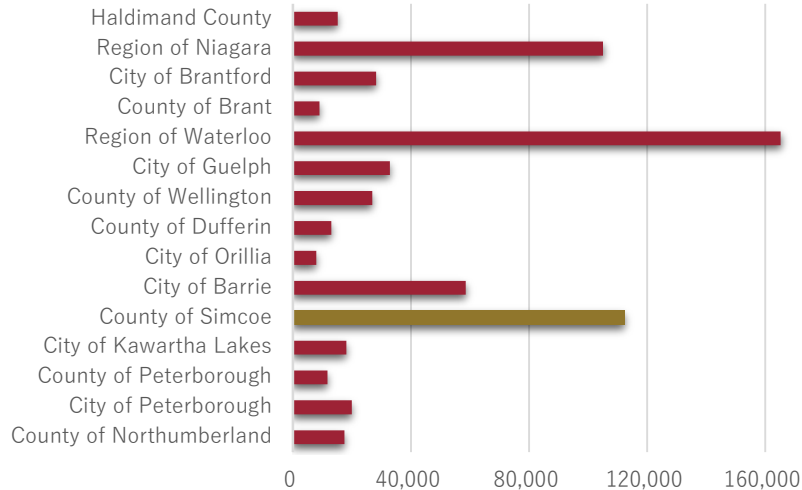 Haldimand County
Region of Niagara
City of Brantford
County of Brant
Region of Waterloo
City of Guelph
County of Wellington
County of Dufferin
City of Orillia
City of Barrie
County of Simcoe
City of Kawartha Lakes
County of Peterborough
City of Peterborough
County of Northumberland
0 40,000 80,000 120,000 160,000